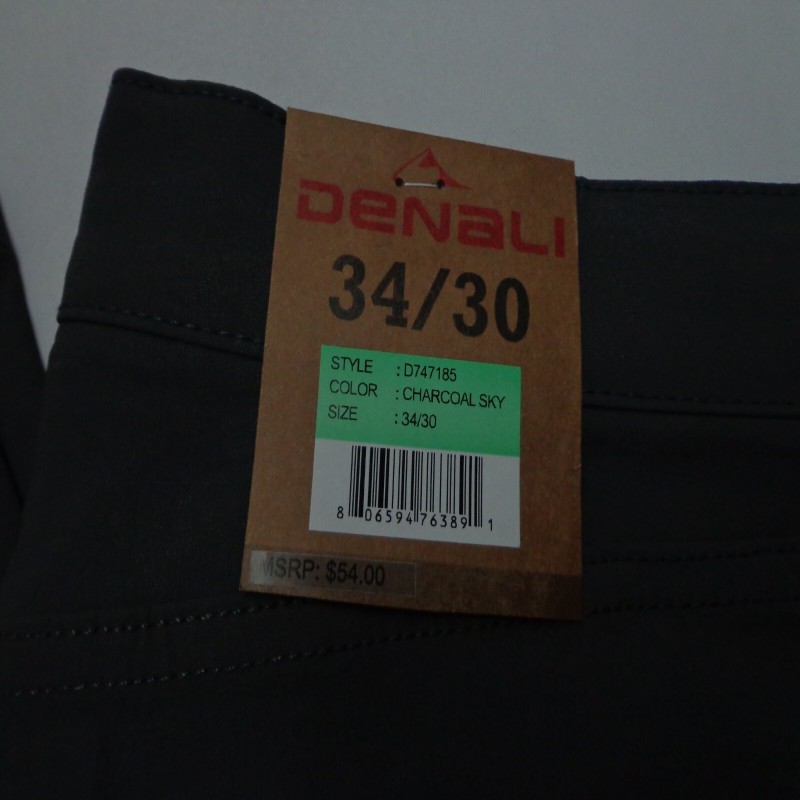 DENALI
34/30
STYLE : D747185
COLOR : CHARCOAL SKY
SIZE : 34/30
8 06594 76389 1
MSRP: $54.00